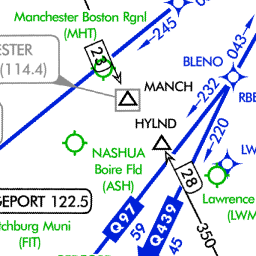 Manchester Boston Rgnl
(MHT)
245
043
ESTER
(114.4)
23
BLENO
MANCH
232
RBE
HYLND
220
NASHUA
Boire Fld
(ASH)
LW
28
Lawrence
(LWM
GEPORT 122.5
chburg Muni
(FIT)
Q97
59
Q439
45
350